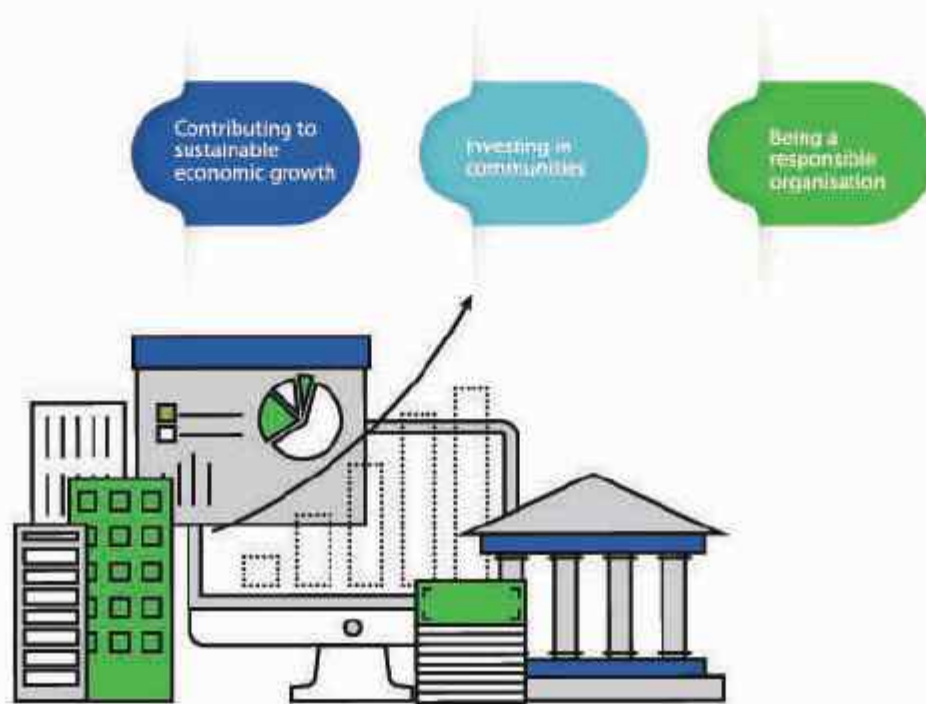 Contributing to
sustainable
economic growth
Investing in
communities
Being a
responsible
organisation